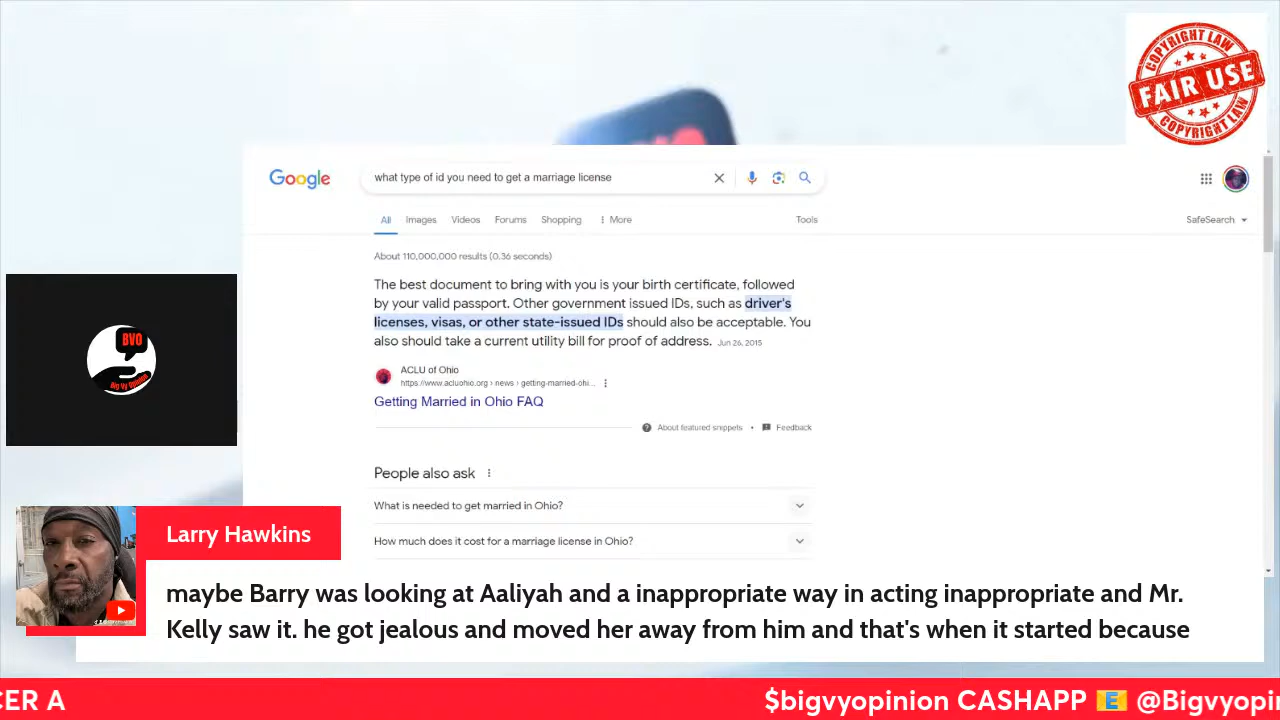 COPYRIGHT LAW
FAIR USE
COPYRIGHT LAW
Google
what type of id you need to get a marriage license
All Images Videos Forums Shopping More Tools
SafeSearch
About 110,000,000 results (0.36 seconds)
The best document to bring with you is your birth certificate, followed
by your valid passport. Other government issued IDs, such as driver's
licenses, visas, or other state-issued IDs should also be acceptable. You
also should take a current utility bill for proof of address. Jun 26, 2015
ACLU of Ohio
https://www.acluohio.org › news › getting-married-ohi...
Getting Married in Ohio FAQ
About featured snippets • Feedback
People also ask
What is needed to get married in Ohio?
How much does it cost for a marriage license in Ohio?
BVO
Big Vy Opinion
Larry Hawkins
maybe Barry was looking at Aaliyah and a inappropriate way in acting inappropriate and Mr.
Kelly saw it. he got jealous and moved her away from him and that's when it started because
CER A $bigvyopinion CASHAPP 📧 @Bigvyopin